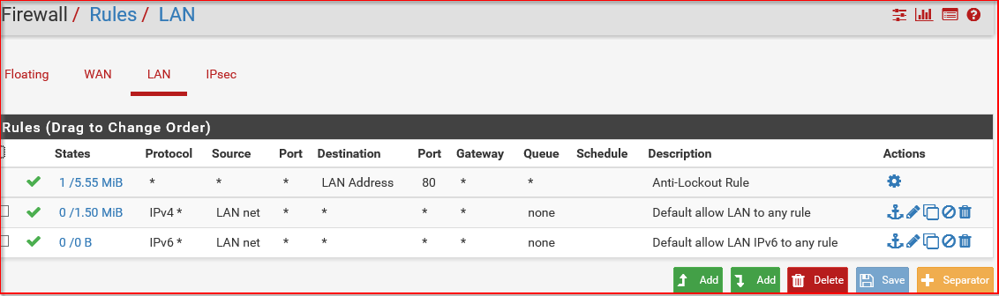 Firewall / Rules / LAN
Floating WAN LAN IPsec
Rules (Drag to Change Order)
States Protocol Source Port Destination Port Gateway Queue Schedule Description Actions
1 /5.55 MiB * * * LAN Address 80 * * Anti-Lockout Rule
0 /1.50 MiB IPv4 * LAN net * * * * none Default allow LAN to any rule
0 /0 B IPv6 * LAN net * * * * none Default allow LAN IPv6 to any rule
Add Add Delete Save Separator